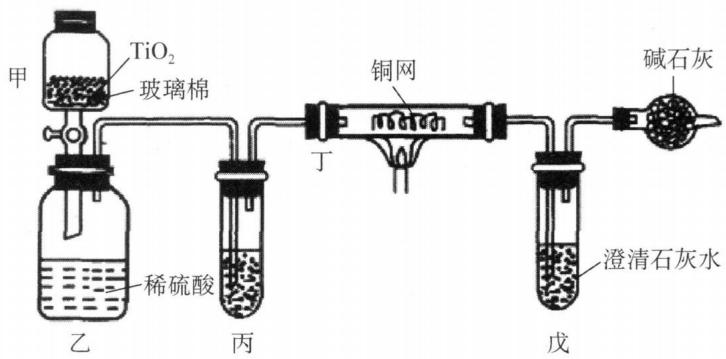 甲
TiO₂
玻璃棉
铜网
碱石灰
丁
稀硫酸
澄清石灰水
乙
丙
戊